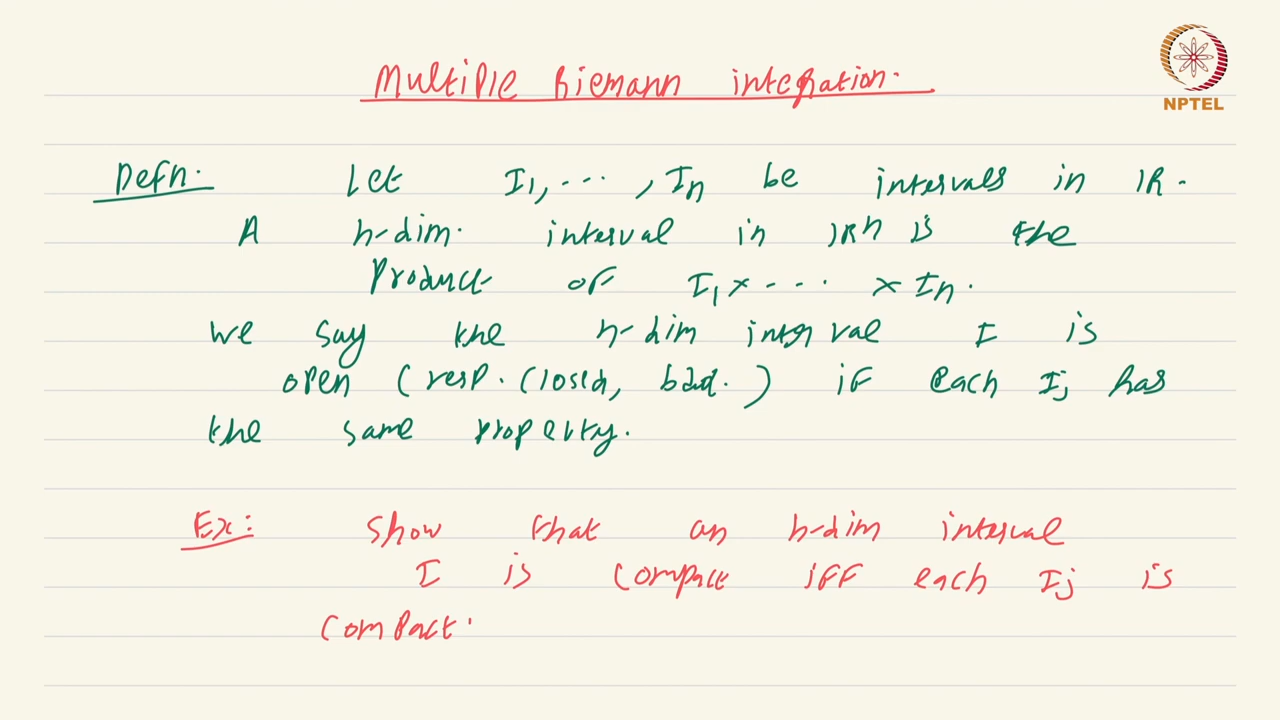 Multiple Riemann integration.
NPTEL
Defn. Let I₁, ..., Iₙ be intervals in ℝ.
A n-dim. interval in ℝⁿ is the
product of I₁ × .... × Iₙ.
We say the n-dim interval I is
open (resp. closed, bdd.) if each Iⱼ has
the same property.
Ex: Show that an n-dim interval
I is compact iff each Iⱼ is
compact.